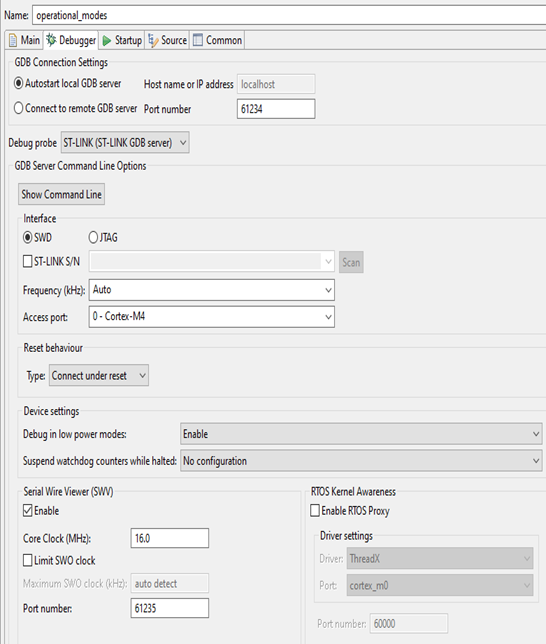 Name: operational_modes
Main Debugger Startup Source Common
GDB Connection Settings
Autostart local GDB server Host name or IP address localhost
Connect to remote GDB server Port number 61234
Debug probe ST-LINK (ST-LINK GDB server)
GDB Server Command Line Options
Show Command Line
Interface
SWD JTAG
ST-LINK S/N Scan
Frequency (kHz): Auto
Access port: 0 - Cortex-M4
Reset behaviour
Type: Connect under reset
Device settings
Debug in low power modes: Enable
Suspend watchdog counters while halted: No configuration
Serial Wire Viewer (SWV)
Enable
Core Clock (MHz): 16.0
Limit SWO clock
Maximum SWO clock (kHz): auto detect
Port number: 61235
RTOS Kernel Awareness
Enable RTOS Proxy
Driver settings
Driver: ThreadX
Port: cortex_m0
Port number: 60000